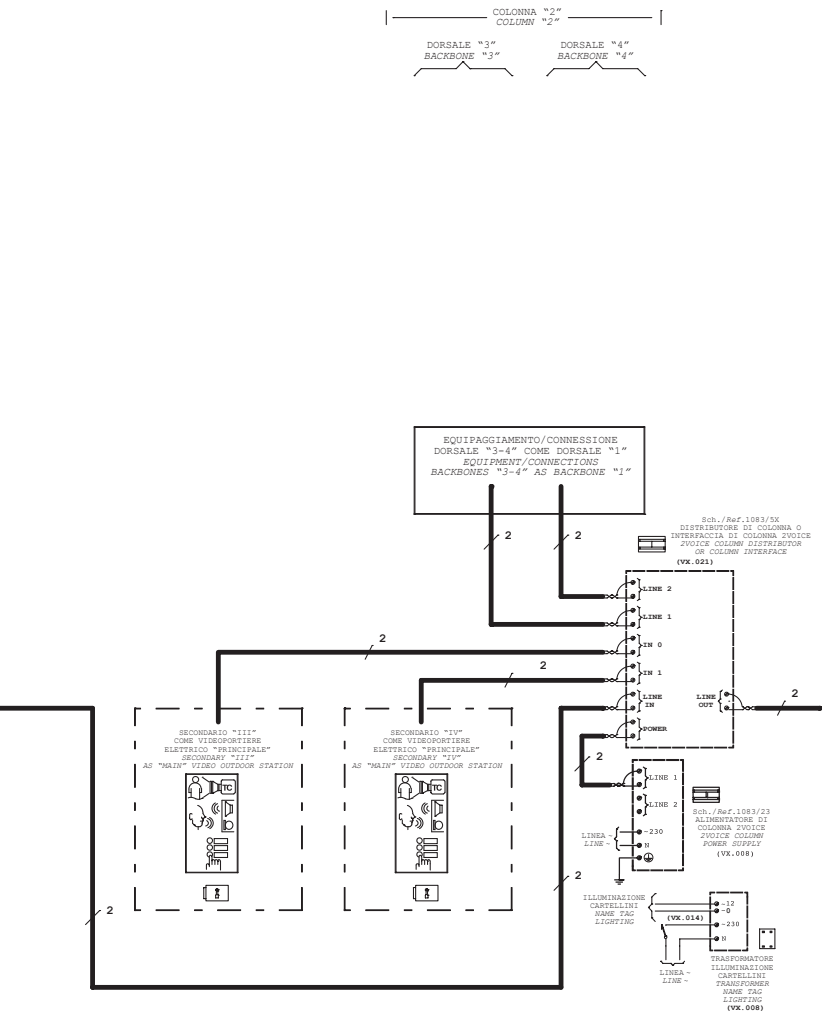 COLONNA “2”
COLUMN “2”
DORSALE “3”
BACKBONE “3”
DORSALE “4”
BACKBONE “4”
EQUIPAGGIAMENTO/CONNESSIONE
DORSALE “3-4” COME DORSALE “1”
EQUIPMENT/CONNECTIONS
BACKBONES “3-4” AS BACKBONE “1”
2
2
Sch./Ref.1083/5X
DISTRIBUTORE DI COLONNA O
INTERFACCIA DI COLONNA 2VOICE
2VOICE COLUMN DISTRIBUTOR
OR COLUMN INTERFACE
(VX.021)
LINE 2
LINE 1
IN 0
IN 1
LINE
IN
POWER
LINE
OUT
2
2
2
2
SECONDARIO “III”
COME VIDEOPORTIERE
ELETTRICO “PRINCIPALE”
SECONDARY “III”
AS “MAIN” VIDEO OUTDOOR STATION
TC
SECONDARIO “IV”
COME VIDEOPORTIERE
ELETTRICO “PRINCIPALE”
SECONDARY “IV”
AS “MAIN” VIDEO OUTDOOR STATION
TC
LINE 1
LINE 2
~230
N
LINEA ~
LINE ~
Sch./Ref.1083/23
ALIMENTATORE DI
COLONNA 2VOICE
2VOICE COLUMN
POWER SUPPLY
(VX.008)
2
2
ILLUMINAZIONE
CARTELLINI
NAME TAG
LIGHTING
(VX.014)
~12
~0
~230
N
LINEA ~
LINE ~
TRASFORMATORE
ILLUMINAZIONE
CARTELLINI
TRANSFORMER
NAME TAG
LIGHTING
(VX.008)